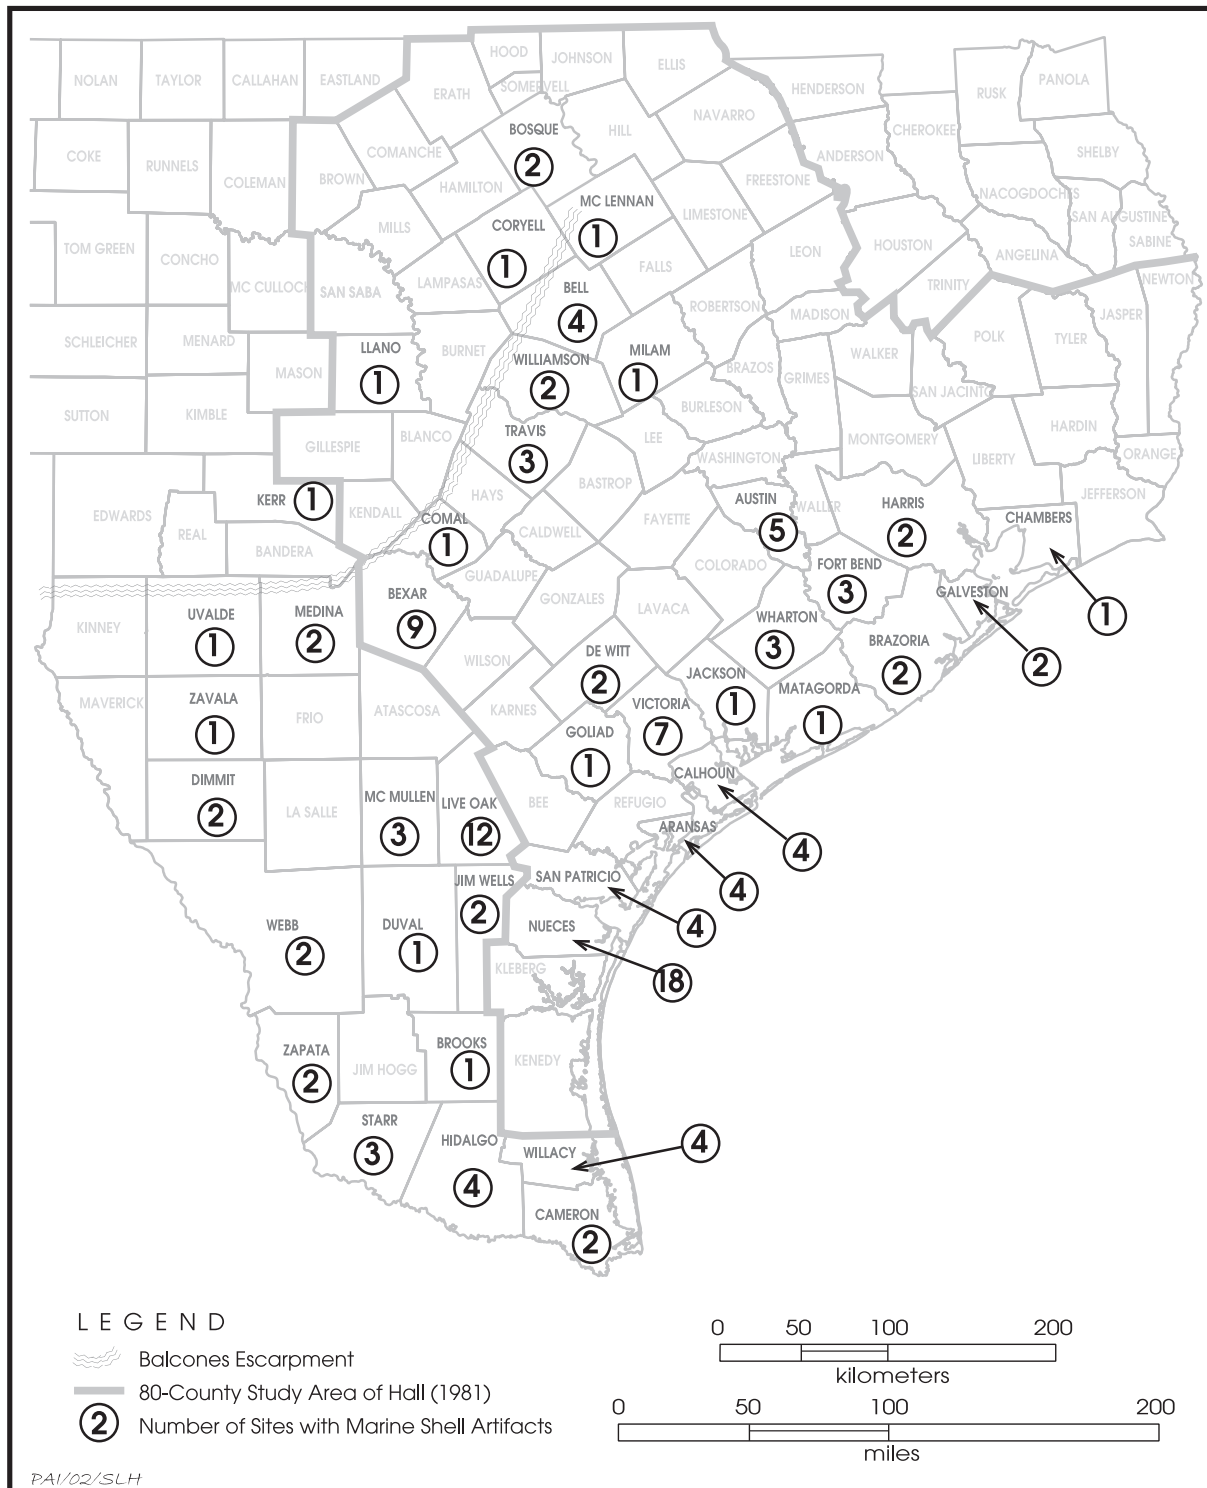 HOOD
JOHNSON
ELLIS
NOLAN
TAYLOR
CALLAHAN
EASTLAND
ERATH
SOMERVELL
HENDERSON
RUSK
PANOLA
NAVARRO
BOSQUE
2
HILL
CHEROKEE
COKE
RUNNELS
COLEMAN
BROWN
COMANCHE
HAMILTON
FREESTONE
ANDERSON
SHELBY
NACOGDOCHES
MC LENNAN
1
LIMESTONE
SAN AUGUSTINE
SABINE
TOM GREEN
CONCHO
MILLS
CORYELL
1
LEON
HOUSTON
ANGELINA
MC CULLOCH
SAN SABA
LAMPASAS
FALLS
BELL
4
ROBERTSON
TRINITY
NEWTON
MADISON
JASPER
SCHLEICHER
MENARD
MASON
LLANO
1
BURNET
WILLIAMSON
2
MILAM
1
BRAZOS
GRIMES
WALKER
POLK
TYLER
SAN JACINTO
SUTTON
KIMBLE
BURLESON
GILLESPIE
BLANCO
TRAVIS
3
LEE
WASHINGTON
MONTGOMERY
LIBERTY
HARDIN
ORANGE
EDWARDS
REAL
KERR
1
KENDALL
HAYS
BASTROP
AUSTIN
5
WALLER
HARRIS
2
CHAMBERS
JEFFERSON
BANDERA
COMAL
1
CALDWELL
FAYETTE
COLORADO
FORT BEND
3
GALVESTON
1
GUADALUPE
KINNEY
UVALDE
1
MEDINA
2
BEXAR
9
GONZALES
LAVACA
WHARTON
3
BRAZORIA
2
2
WILSON
DE WITT
2
JACKSON
1
MATAGORDA
1
MAVERICK
ZAVALA
1
FRIO
ATASCOSA
KARNES
VICTORIA
7
GOLIAD
1
CALHOUN
4
DIMMIT
2
LA SALLE
MC MULLEN
3
LIVE OAK
12
BEE
REFUGIO
ARANSAS
4
JIM WELLS
2
SAN PATRICIO
4
WEBB
2
DUVAL
1
NUECES
18
KLEBERG
ZAPATA
2
JIM HOGG
BROOKS
1
KENEDY
STARR
3
HIDALGO
4
WILLACY
4
CAMERON
2
LEGEND
Balcones Escarpment
80-County Study Area of Hall (1981)
2 Number of Sites with Marine Shell Artifacts
0 50 100 200
kilometers
0 50 100 200
miles
PAI/02/SLH